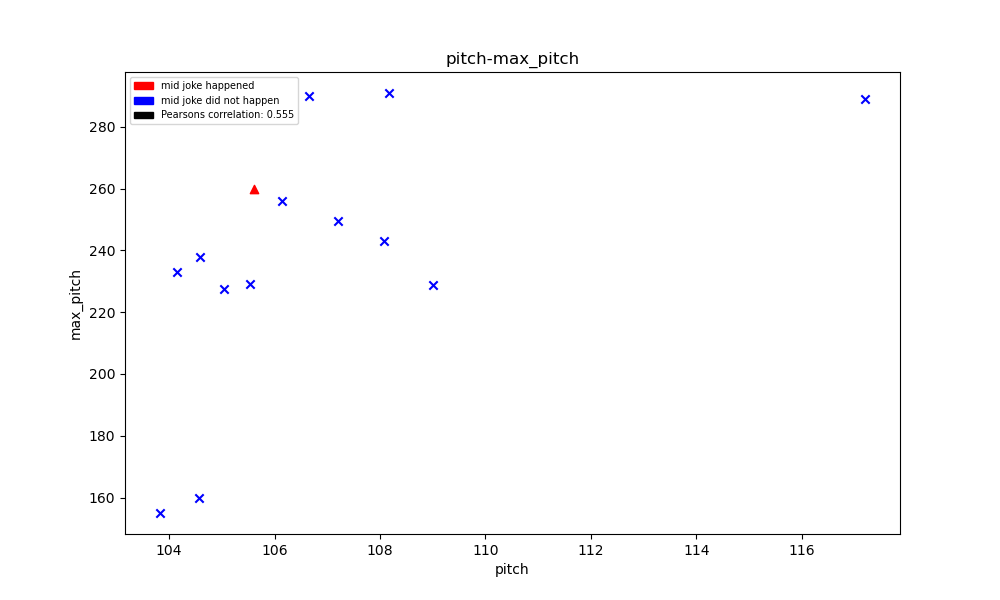 pitch-max_pitch
mid joke happened
mid joke did not happen
Pearsons correlation: 0.555
280
260
240
220
200
180
160
max_pitch
104
106
108
110
112
114
116
pitch